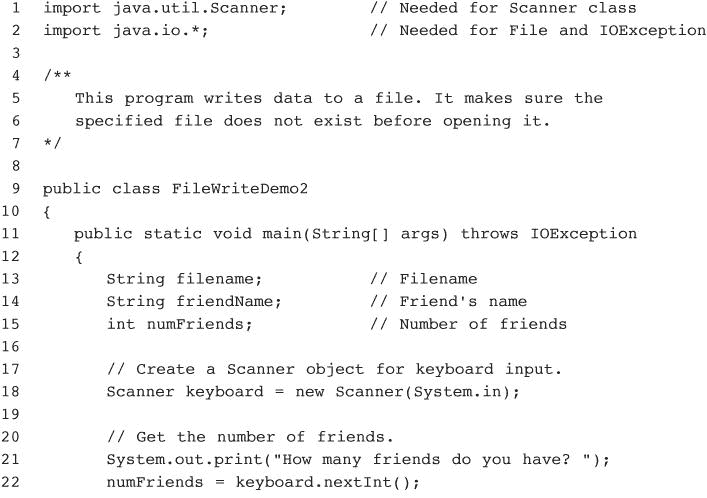 1 import java.util.Scanner; // Needed for Scanner class
2 import java.io.*; // Needed for File and IOException
3
4 /**
5 This program writes data to a file. It makes sure the
6 specified file does not exist before opening it.
7 */
8
9 public class FileWriteDemo2
10 {
11 public static void main(String[] args) throws IOException
12 {
13 String filename; // Filename
14 String friendName; // Friend's name
15 int numFriends; // Number of friends
16
17 // Create a Scanner object for keyboard input.
18 Scanner keyboard = new Scanner(System.in);
19
20 // Get the number of friends.
21 System.out.print("How many friends do you have? ");
22 numFriends = keyboard.nextInt();